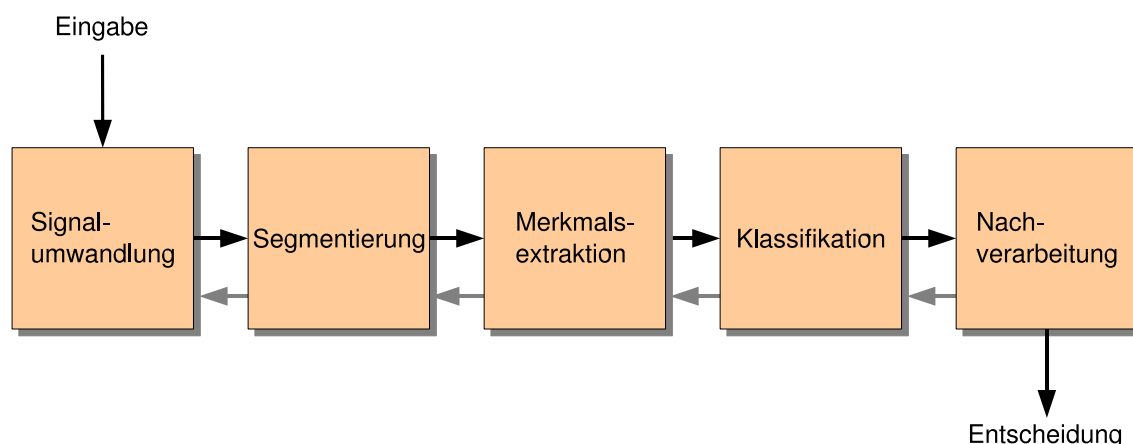 Eingabe
Signal-
umwandlung
Segmentierung
Merkmals-
extraktion
Klassifikation
Nach-
verarbeitung
Entscheidung